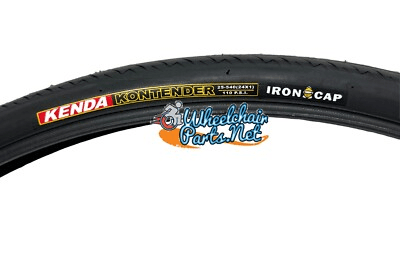 KENDA KONTENDER 25-540(24X1) IRON CAP
110 P.S.I.
Wheelchair
Parts.Net